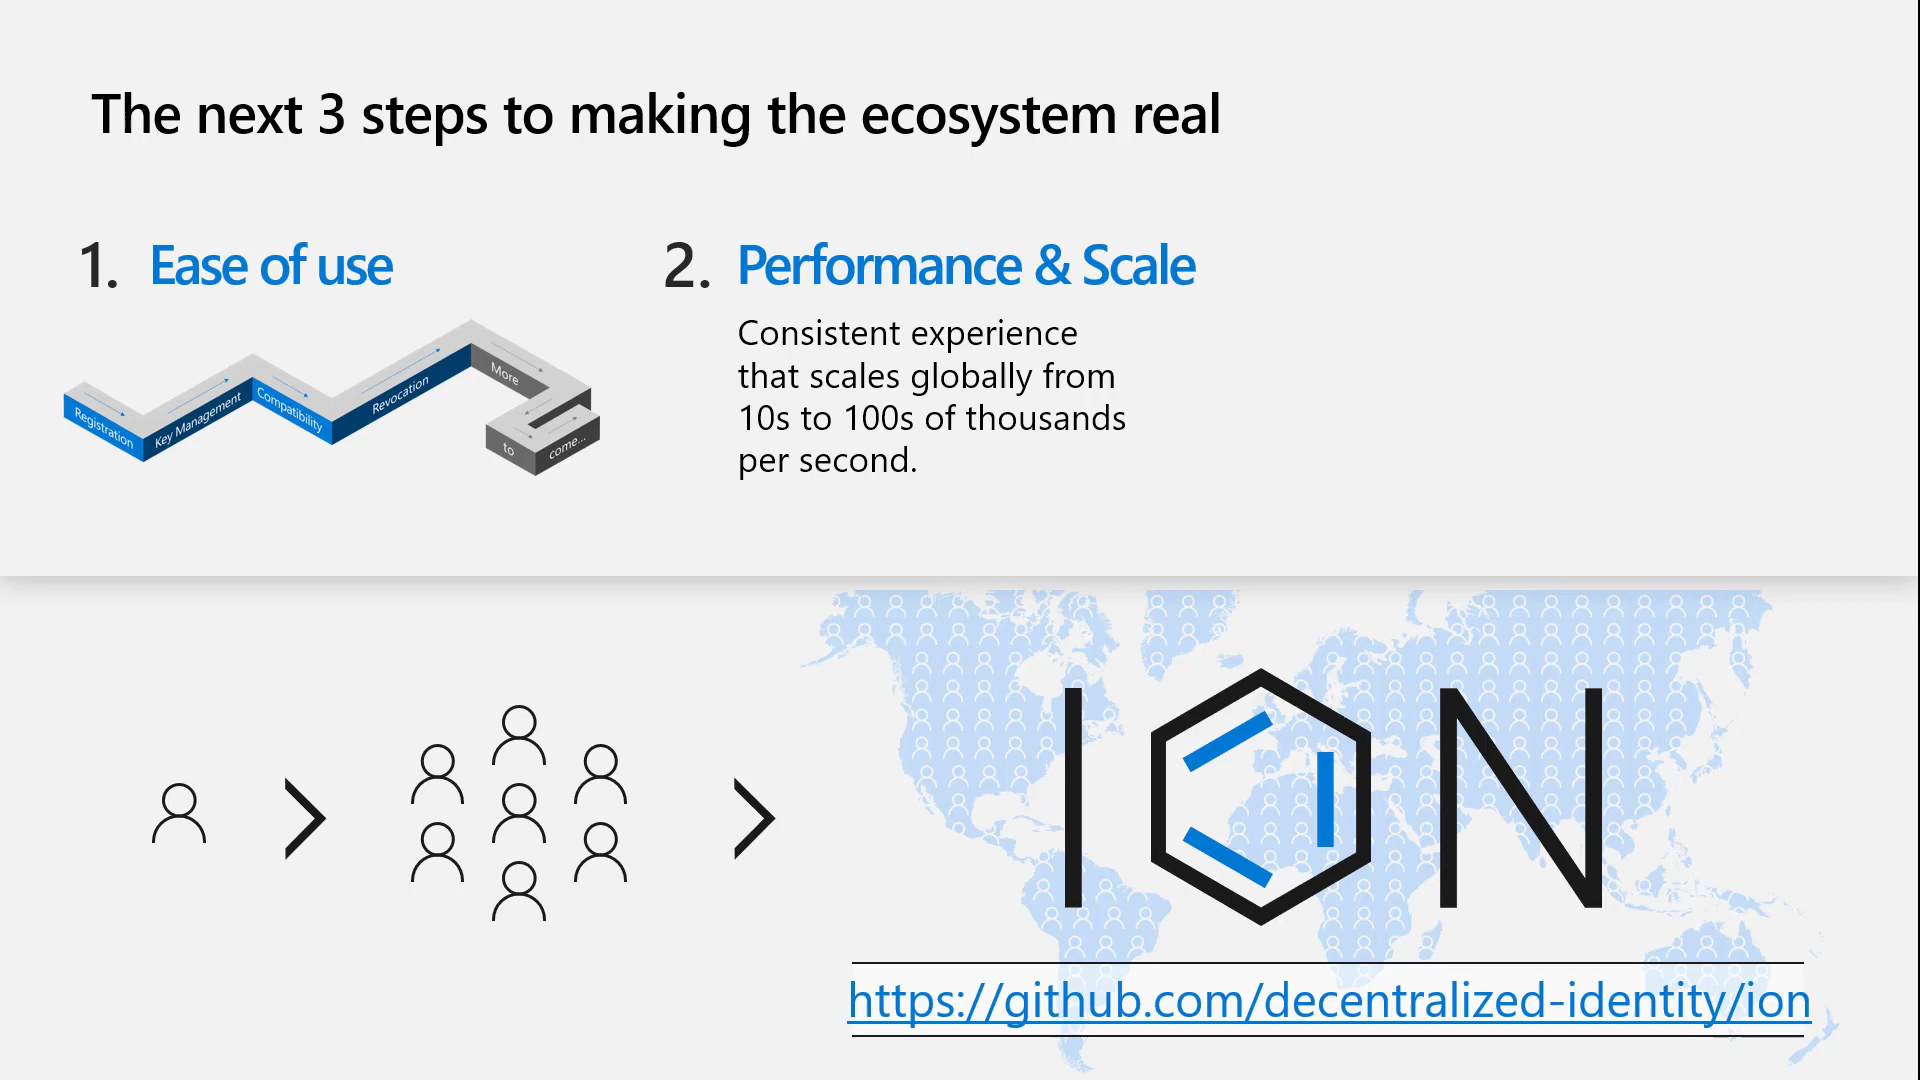 The next 3 steps to making the ecosystem real
1. Ease of use
Registration
Key Management
Compatibility
Revocation
More
to
come...
2. Performance & Scale
Consistent experience
that scales globally from
10s to 100s of thousands
per second.
ION
https://github.com/decentralized-identity/ion